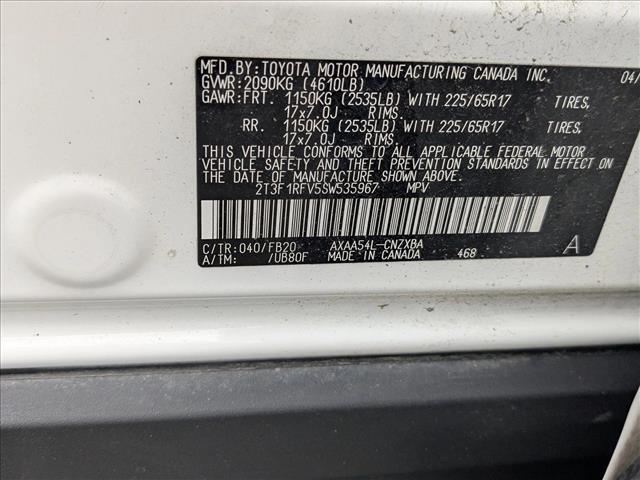 MFD. BY: TOYOTA MOTOR MANUFACTURING CANADA INC. 04/
GVWR: 2090KG (4610LB)
GAWR: FRT. 1150KG (2535LB) WITH 225/65R17 TIRES,
17x7.0J RIMS.
RR. 1150KG (2535LB) WITH 225/65R17 TIRES,
17x7.0J RIMS.
THIS VEHICLE CONFORMS TO ALL APPLICABLE FEDERAL MOTOR
VEHICLE SAFETY AND THEFT PREVENTION STANDARDS IN EFFECT ON
THE DATE OF MANUFACTURE SHOWN ABOVE.
2T3F1RFV5SW535967 MPV
C/TR: 040/FB20 AXAA54L-CNZXBA A
A/TM: /UB80F MADE IN CANADA 468